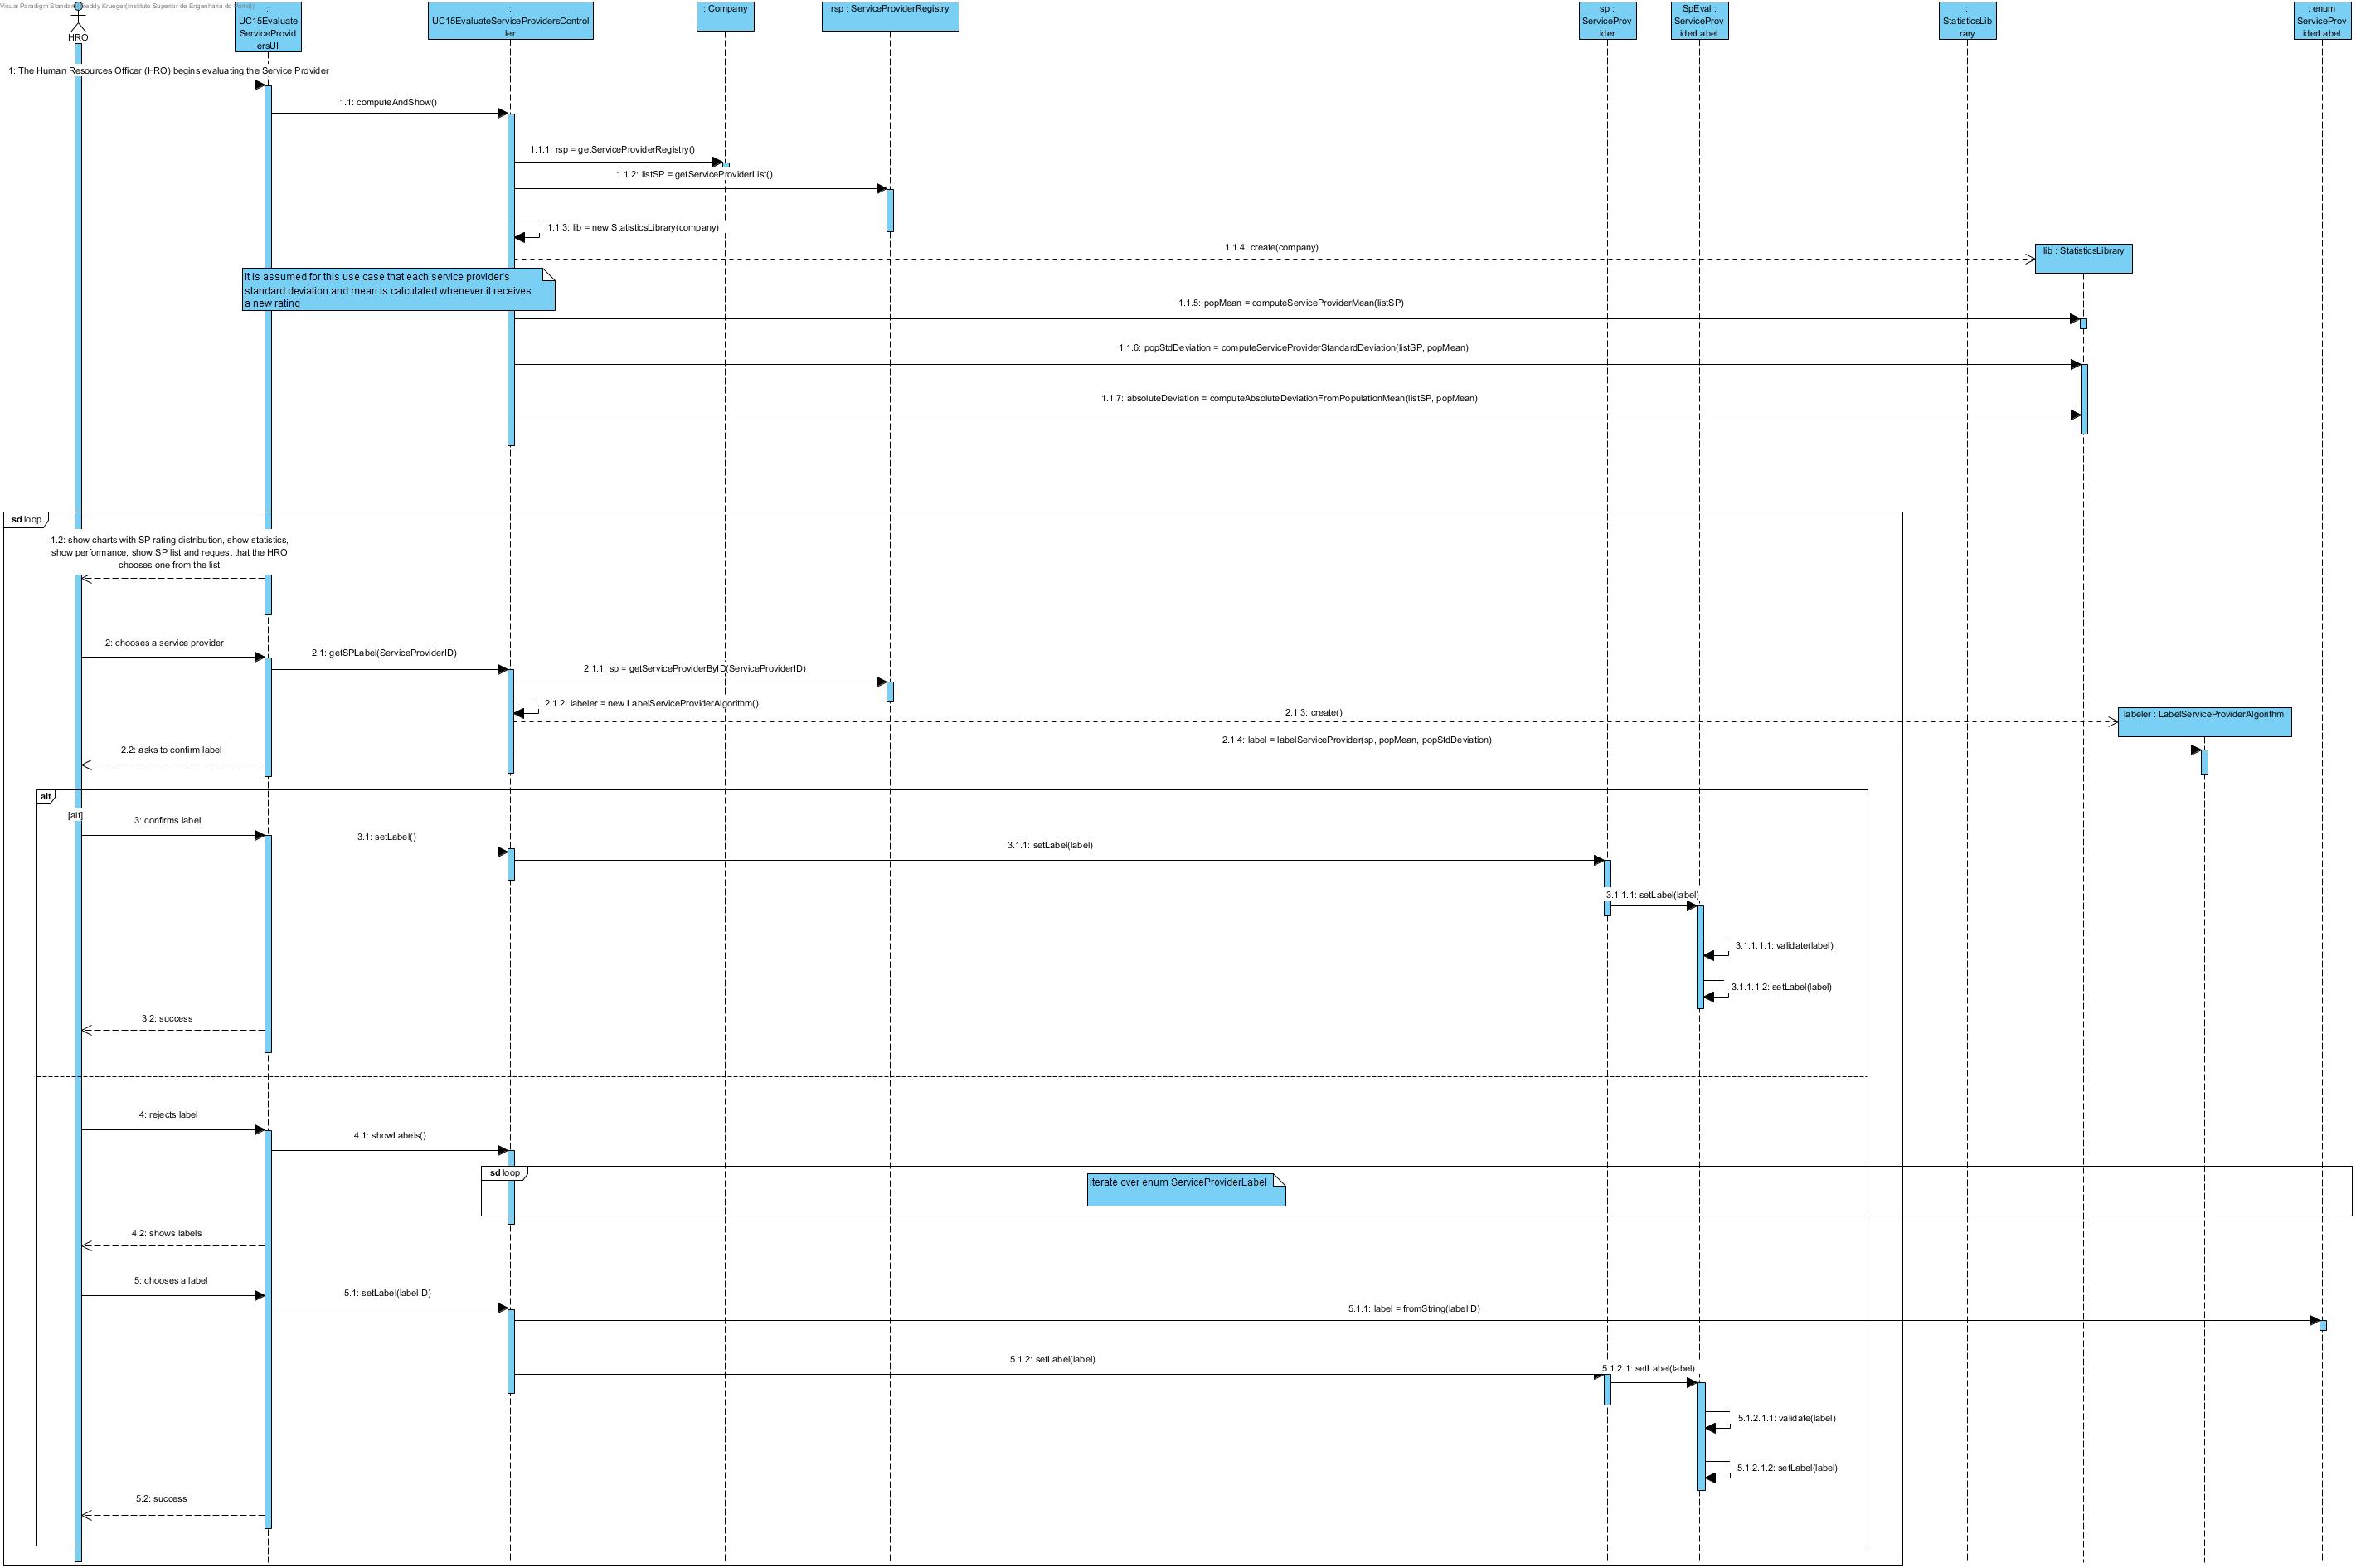 Visual Paradigm Standard(Freddy Krueger(Instituto Superior de Engenharia do Porto))
HRO
:
UC15Evaluate
ServiceProvid
ersUI
:
UC15EvaluateServiceProvidersControl
ler
: Company
rsp : ServiceProviderRegistry
sp :
ServiceProv
ider
SpEval :
ServiceProv
iderLabel
:
StatisticsLib
rary
: enum
ServiceProv
iderLabel
1: The Human Resources Officer (HRO) begins evaluating the Service Provider
1.1: computeAndShow()
1.1.1: rsp = getServiceProviderRegistry()
1.1.2: listSP = getServiceProviderList()
1.1.3: lib = new StatisticsLibrary(company)
1.1.4: create(company)
lib : StatisticsLibrary
It is assumed for this use case that each service provider's
standard deviation and mean is calculated whenever it receives
a new rating
1.1.5: popMean = computeServiceProviderMean(listSP)
1.1.6: popStdDeviation = computeServiceProviderStandardDeviation(listSP, popMean)
1.1.7: absoluteDeviation = computeAbsoluteDeviationFromPopulationMean(listSP, popMean)
sd loop
1.2: show charts with SP rating distribution, show statistics,
show performance, show SP list and request that the HRO
chooses one from the list
2: chooses a service provider
2.1: getSPLabel(ServiceProviderID)
2.1.1: sp = getServiceProviderByID(ServiceProviderID)
2.1.2: labeler = new LabelServiceProviderAlgorithm()
2.1.3: create()
labeler : LabelServiceProviderAlgorithm
2.1.4: label = labelServiceProvider(sp, popMean, popStdDeviation)
2.2: asks to confirm label
alt
[alt]
3: confirms label
3.1: setLabel()
3.1.1: setLabel(label)
3.1.1.1: setLabel(label)
3.1.1.1.1: validate(label)
3.1.1.1.2: setLabel(label)
3.2: success
4: rejects label
4.1: showLabels()
sd loop
iterate over enum ServiceProviderLabel
4.2: shows labels
5: chooses a label
5.1: setLabel(labelID)
5.1.1: label = fromString(labelID)
5.1.2: setLabel(label)
5.1.2.1: setLabel(label)
5.1.2.1.1: validate(label)
5.1.2.1.2: setLabel(label)
5.2: success